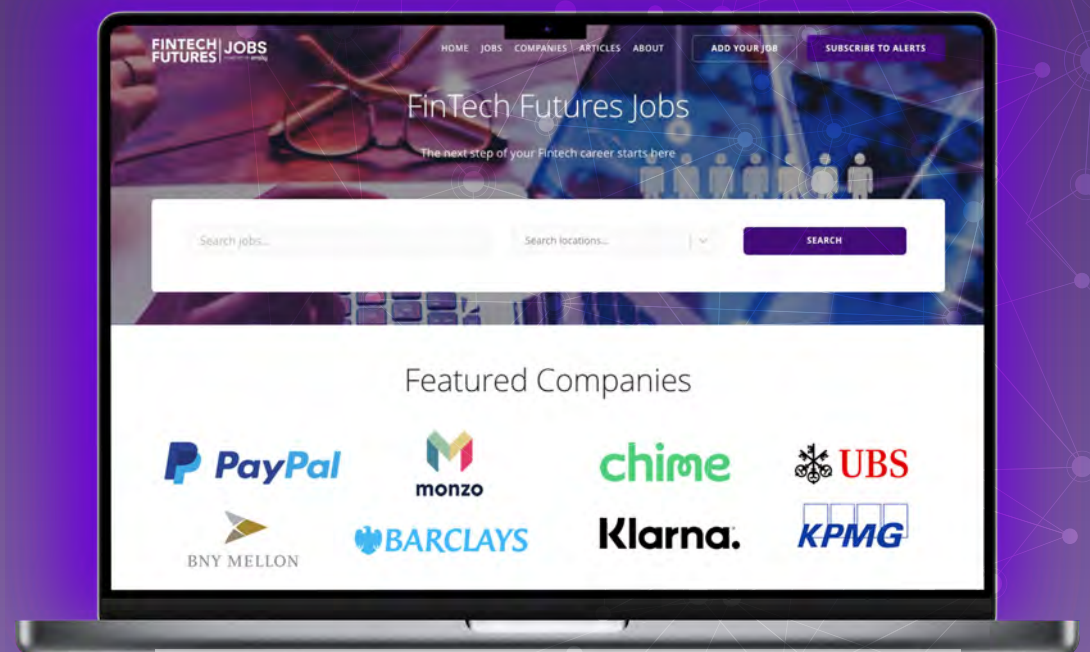 FINTECH FUTURES JOBS
HOME JOBS COMPANIES ARTICLES ABOUT ADD YOUR JOB SUBSCRIBE TO ALERTS
FinTech Futures Jobs
The next step of your Fintech career starts here
Search jobs...
Search locations...
SEARCH
Featured Companies
PayPal
monzo
chime
UBS
BNY MELLON
BARCLAYS
Klarna.
KPMG